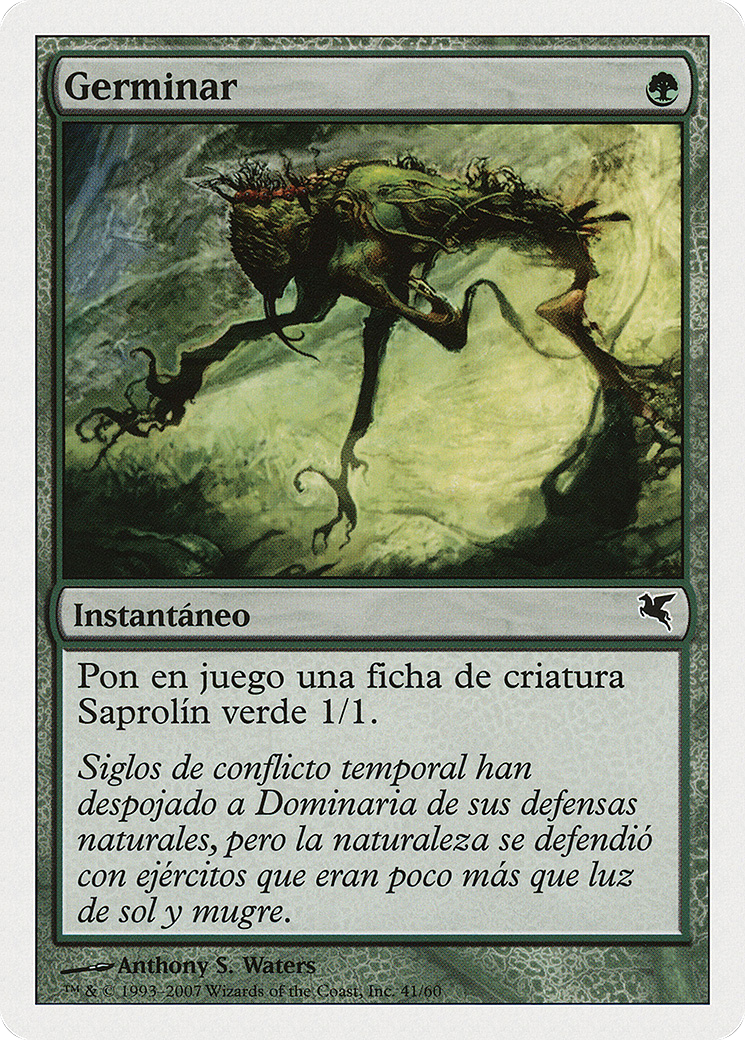 Germinar
Instantáneo
Pon en juego una ficha de criatura
Saprolín verde 1/1.
Siglos de conflicto temporal han
despojado a Dominaria de sus defensas
naturales, pero la naturaleza se defendió
con ejércitos que eran poco más que luz
de sol y mugre.
Anthony S. Waters
™ & © 1993–2007 Wizards of the Coast, Inc. 41/60